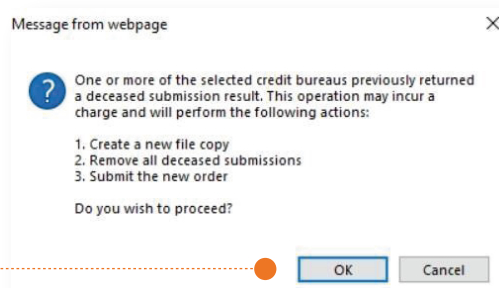 Message from webpage
One or more of the selected credit bureaus previously returned
a deceased submission result. This operation may incur a
charge and will perform the following actions:
1. Create a new file copy
2. Remove all deceased submissions
3. Submit the new order
Do you wish to proceed?
OK Cancel